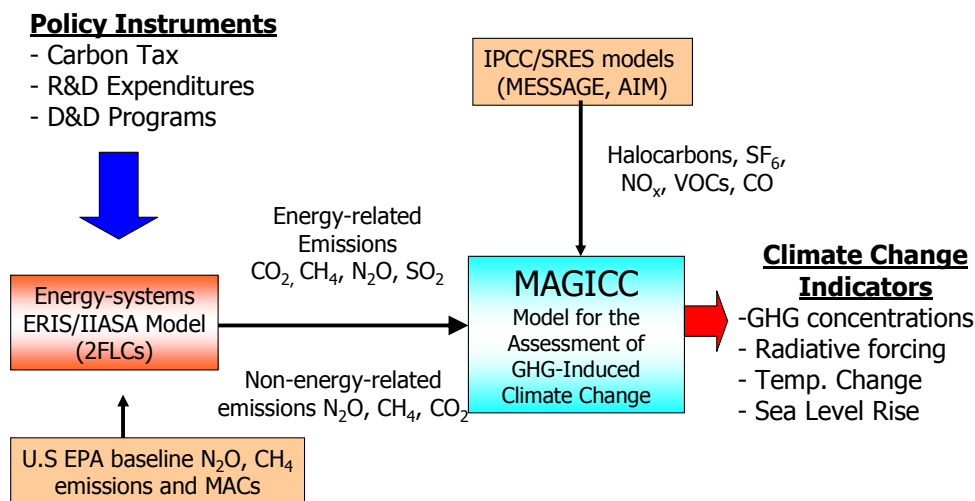 Policy Instruments
- Carbon Tax
- R&D Expenditures
- D&D Programs
IPCC/SRES models
(MESSAGE, AIM)
Halocarbons, SF6,
NOx, VOCs, CO
Energy-related
Emissions
CO2, CH4, N2O, SO2
Energy-systems
ERIS/IIASA Model
(2FLCs)
MAGICC
Model for the
Assessment of
GHG-Induced
Climate Change
Climate Change
Indicators
-GHG concentrations
- Radiative forcing
- Temp. Change
- Sea Level Rise
Non-energy-related
emissions N2O, CH4, CO2
U.S EPA baseline N2O, CH4
emissions and MACs